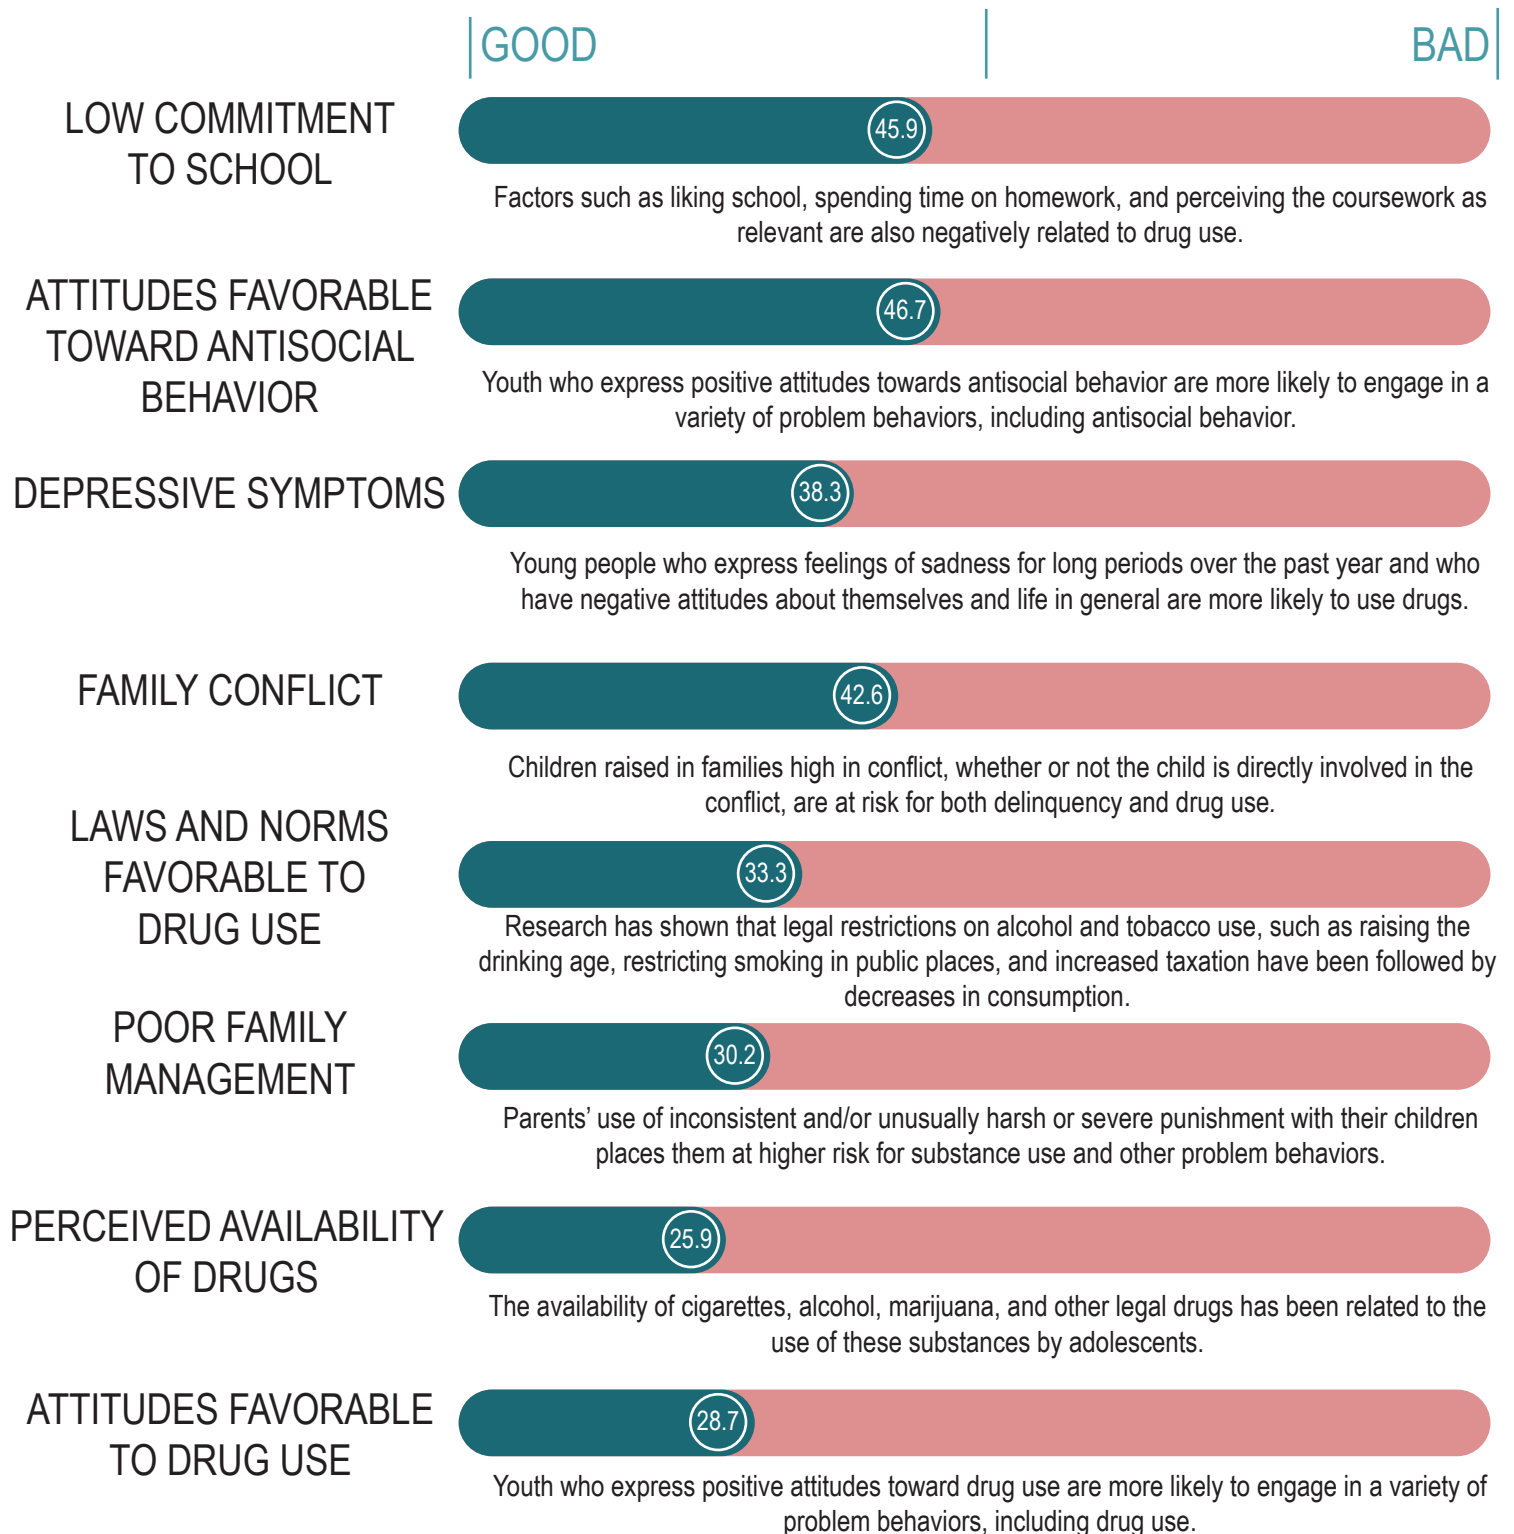 GOOD
BAD
LOW COMMITMENT
TO SCHOOL
45.9
Factors such as liking school, spending time on homework, and perceiving the coursework as
relevant are also negatively related to drug use.
ATTITUDES FAVORABLE
TOWARD ANTISOCIAL
BEHAVIOR
46.7
Youth who express positive attitudes towards antisocial behavior are more likely to engage in a
variety of problem behaviors, including antisocial behavior.
DEPRESSIVE SYMPTOMS
38.3
Young people who express feelings of sadness for long periods over the past year and who
have negative attitudes about themselves and life in general are more likely to use drugs.
FAMILY CONFLICT
42.6
Children raised in families high in conflict, whether or not the child is directly involved in the
conflict, are at risk for both delinquency and drug use.
LAWS AND NORMS
FAVORABLE TO
DRUG USE
33.3
Research has shown that legal restrictions on alcohol and tobacco use, such as raising the
drinking age, restricting smoking in public places, and increased taxation have been followed by
decreases in consumption.
POOR FAMILY
MANAGEMENT
30.2
Parents’ use of inconsistent and/or unusually harsh or severe punishment with their children
places them at higher risk for substance use and other problem behaviors.
PERCEIVED AVAILABILITY
OF DRUGS
25.9
The availability of cigarettes, alcohol, marijuana, and other legal drugs has been related to the
use of these substances by adolescents.
ATTITUDES FAVORABLE
TO DRUG USE
28.7
Youth who express positive attitudes toward drug use are more likely to engage in a variety of
problem behaviors, including drug use.